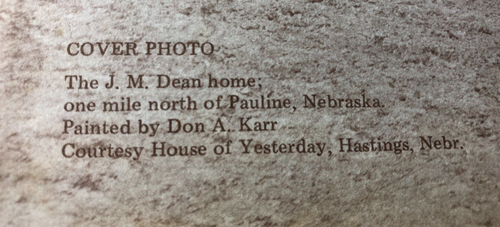 COVER PHOTO
The J. M. Dean home;
one mile north of Pauline, Nebraska.
Painted by Don A. Karr
Courtesy House of Yesterday, Hastings, Nebr.